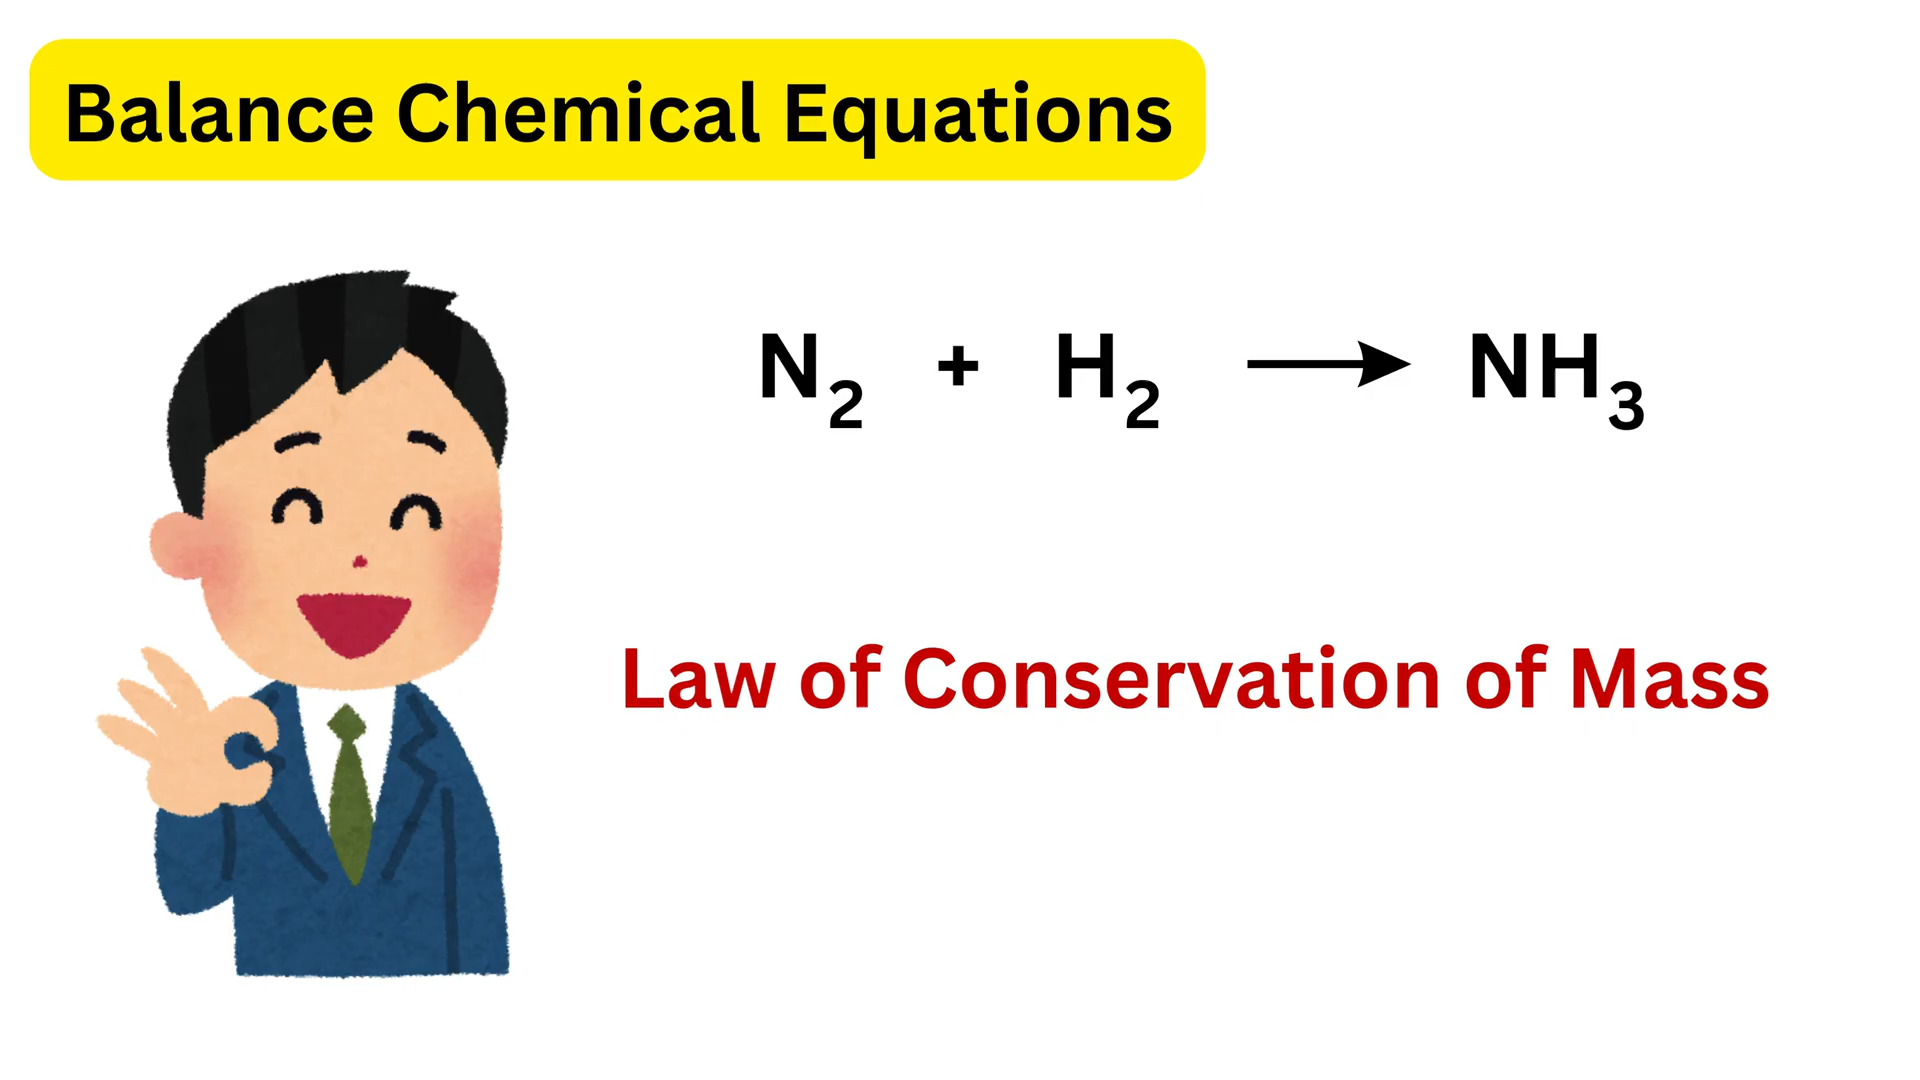 Balance Chemical Equations
N₂ + H₂ ⟶ NH₃
Law of Conservation of Mass